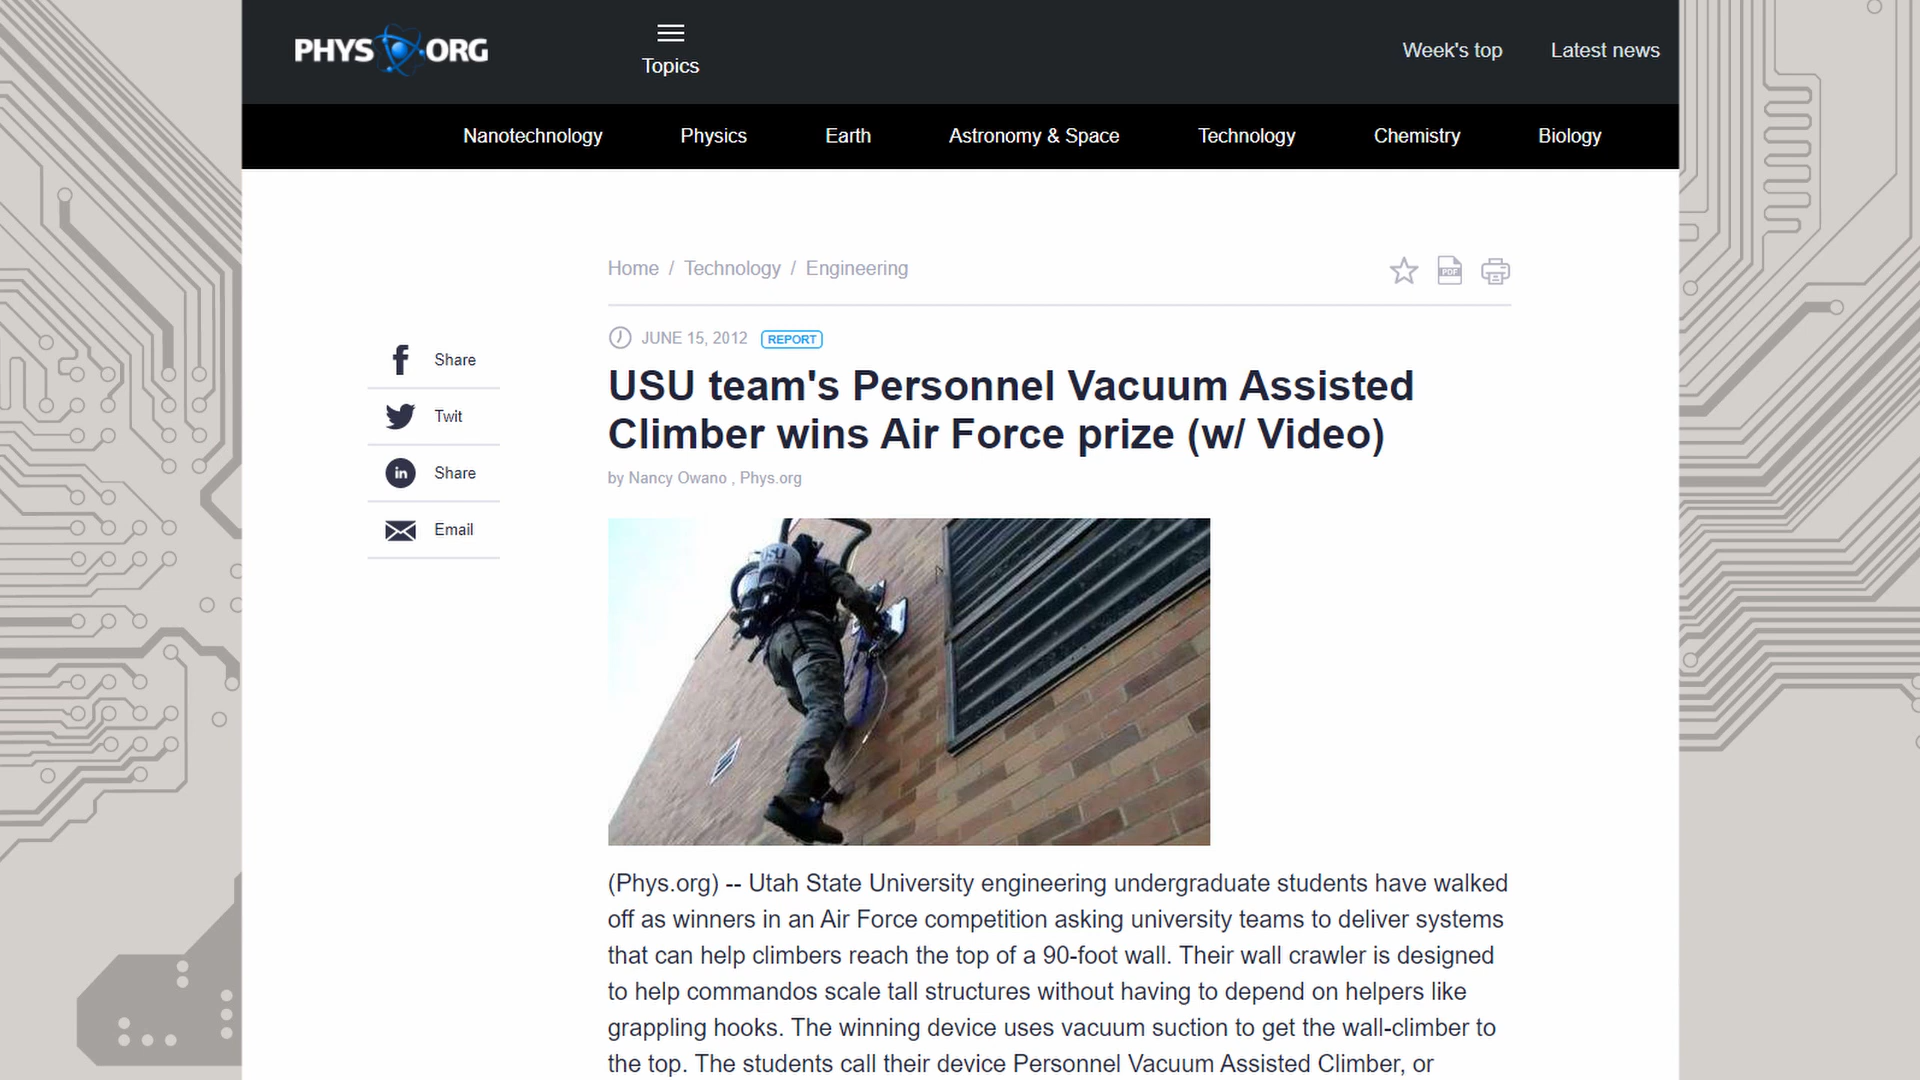 PHYS ORG
Topics
Week's top
Latest news
Nanotechnology
Physics
Earth
Astronomy & Space
Technology
Chemistry
Biology
Home / Technology / Engineering
PDF
JUNE 15, 2012 REPORT
USU team's Personnel Vacuum Assisted
Climber wins Air Force prize (w/ Video)
by Nancy Owano , Phys.org
Share
Twit
in Share
Email
USU
(Phys.org) -- Utah State University engineering undergraduate students have walked
off as winners in an Air Force competition asking university teams to deliver systems
that can help climbers reach the top of a 90-foot wall. Their wall crawler is designed
to help commandos scale tall structures without having to depend on helpers like
grappling hooks. The winning device uses vacuum suction to get the wall-climber to
the top. The students call their device Personnel Vacuum Assisted Climber, or